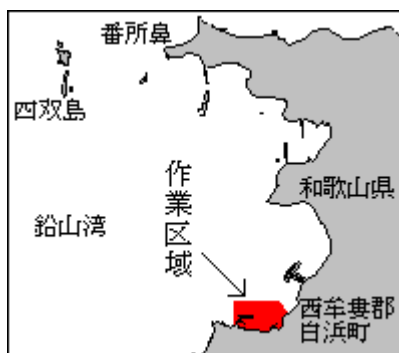 番所鼻
四双島
作業区域
和歌山県
鉛山湾
西牟婁郡
白浜町